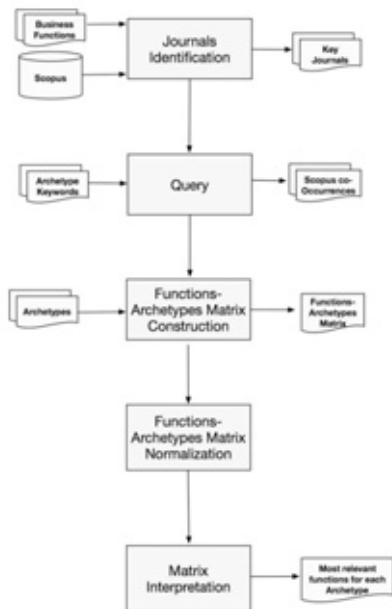 Business
Functions
Scopus
Journals
Identification
Key
Journals
Archetype
Keywords
Query
Scopus co-
Occurrences
Archetypes
Functions-
Archetypes Matrix
Construction
Functions-
Archetypes
Matrix
Functions-
Archetypes Matrix
Normalization
Matrix
Interpretation
Most relevant
functions for each
Archetype